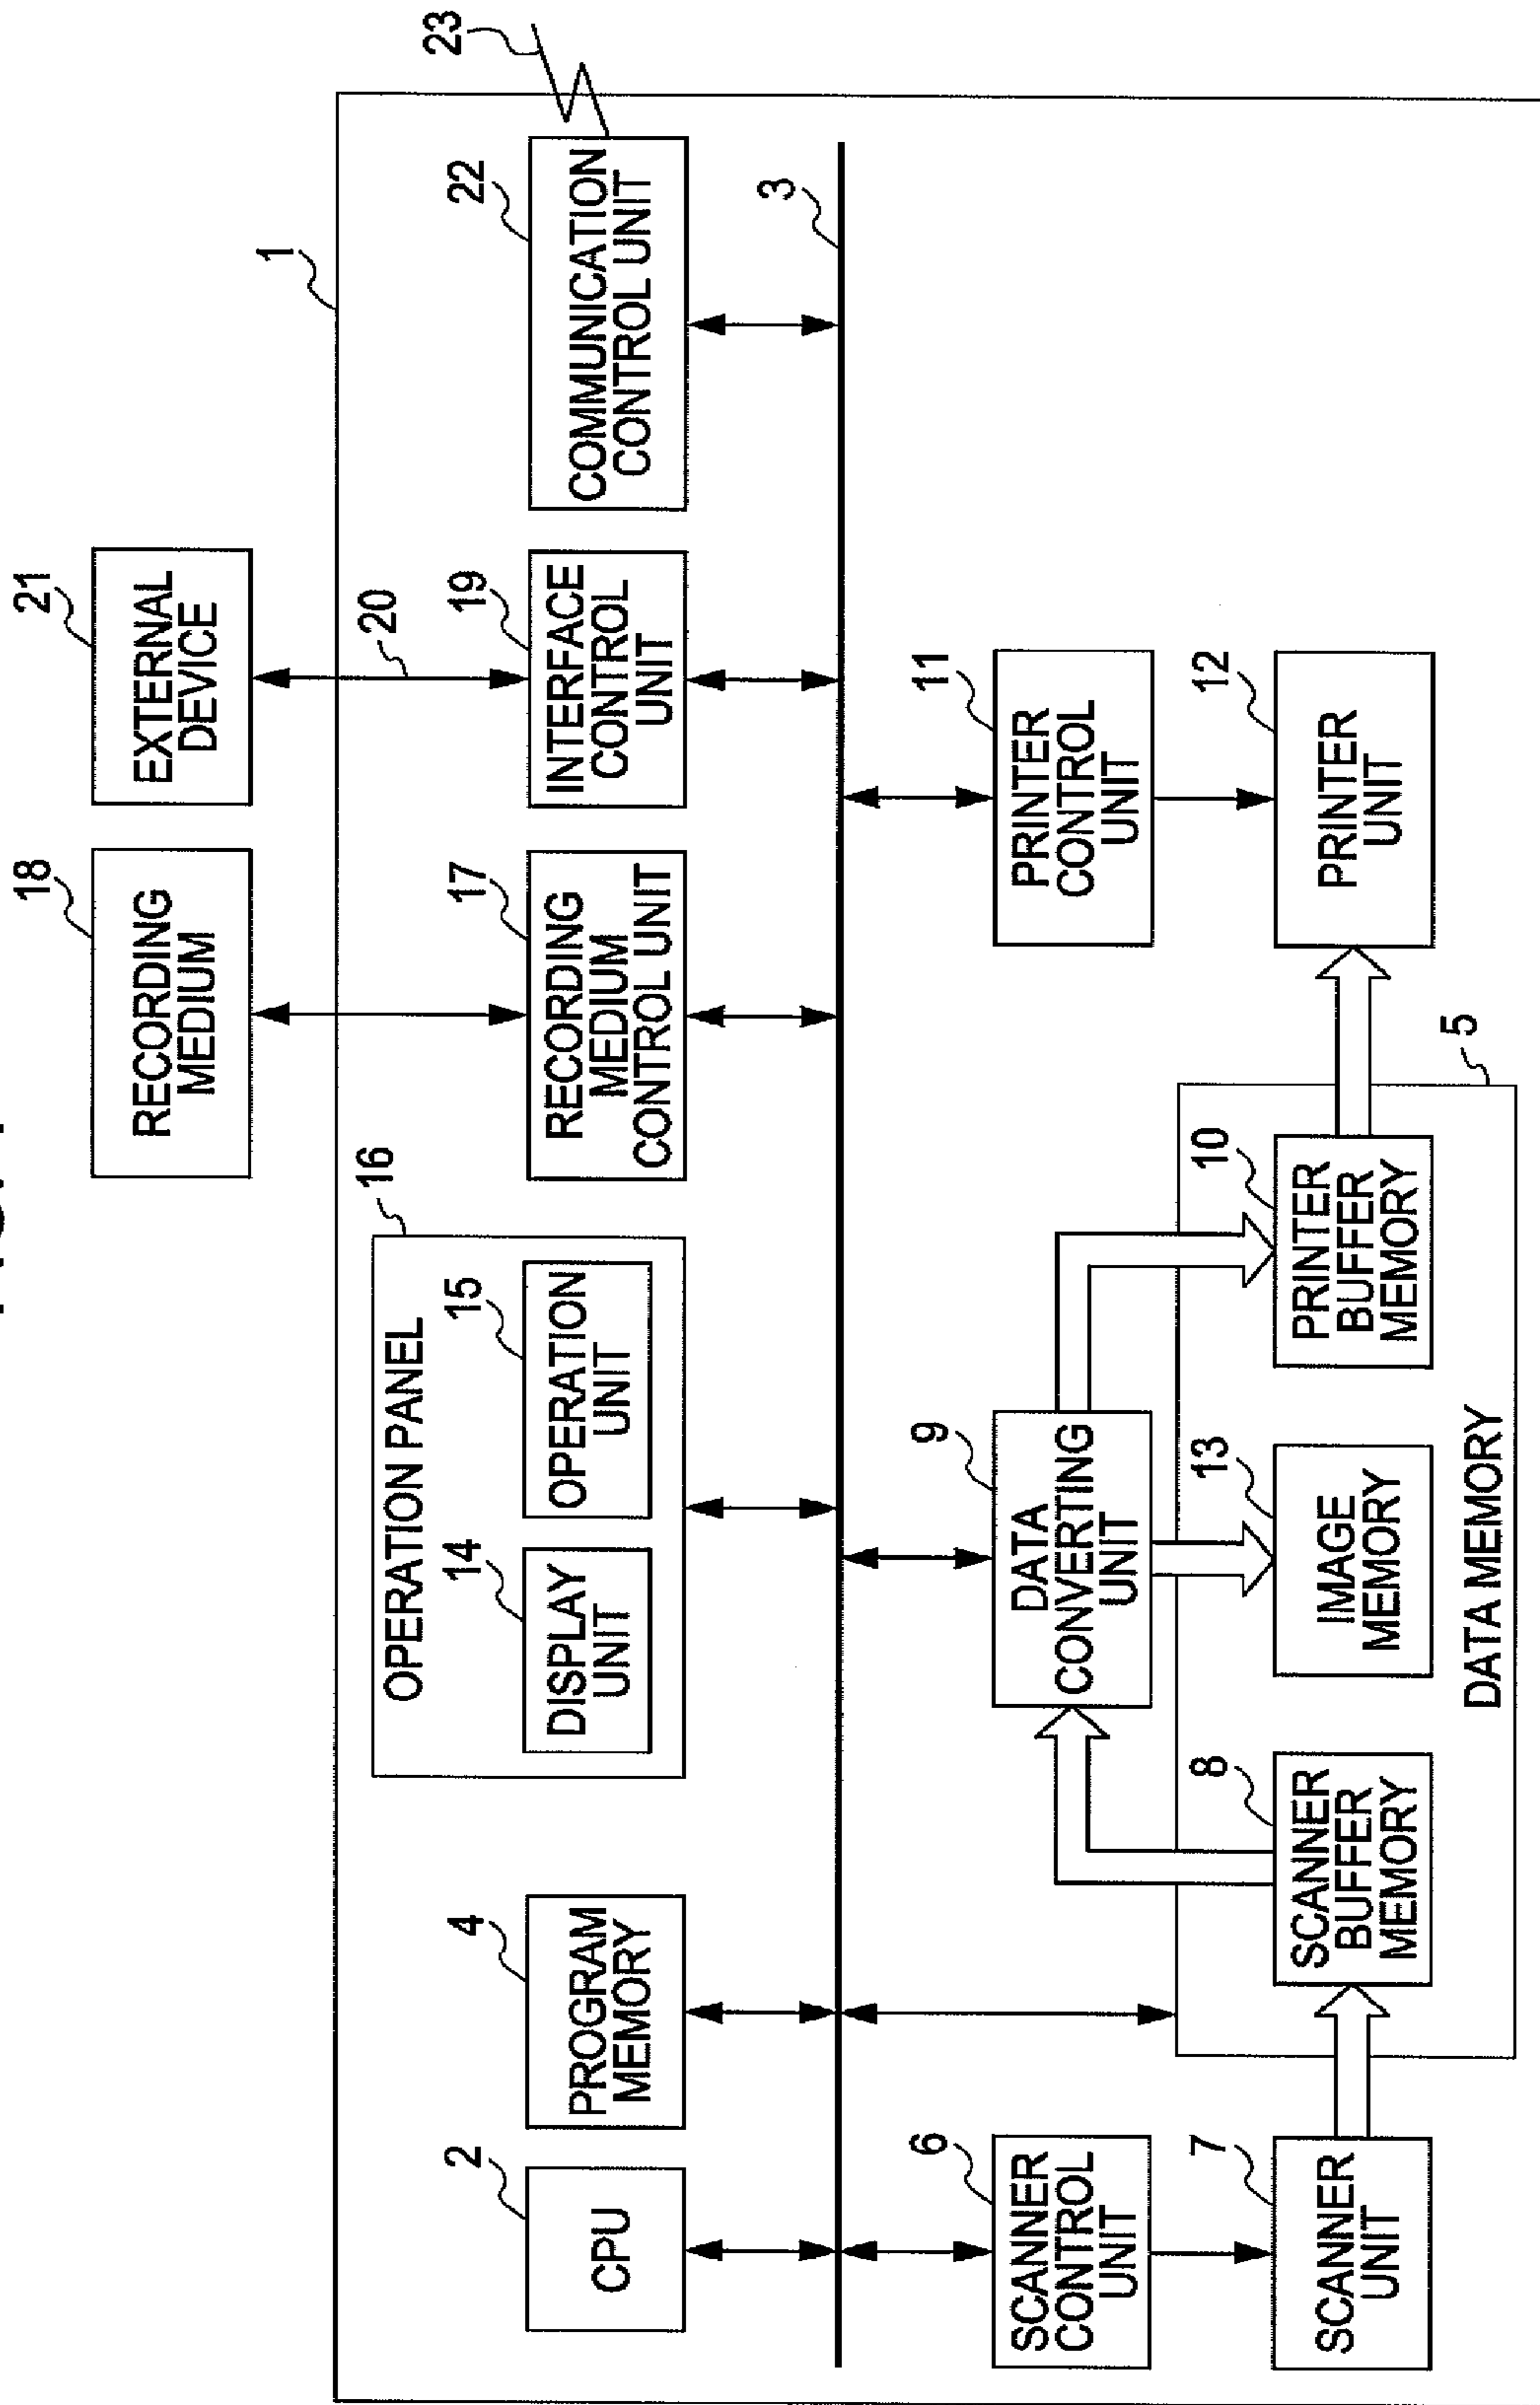 1
23
21
EXTERNAL
DEVICE
18
RECORDING
MEDIUM
20
16
OPERATION PANEL
14
DISPLAY
UNIT
15
OPERATION
UNIT
2
CPU
4
PROGRAM
MEMORY
17
RECORDING
MEDIUM
CONTROL UNIT
19
INTERFACE
CONTROL
UNIT
22
COMMUNICATION
CONTROL UNIT
3
6
SCANNER
CONTROL
UNIT
9
DATA
CONVERTING
UNIT
11
PRINTER
CONTROL
UNIT
7
SCANNER
UNIT
8
SCANNER
BUFFER
MEMORY
13
IMAGE
MEMORY
10
PRINTER
BUFFER
MEMORY
5
12
PRINTER
UNIT
DATA MEMORY